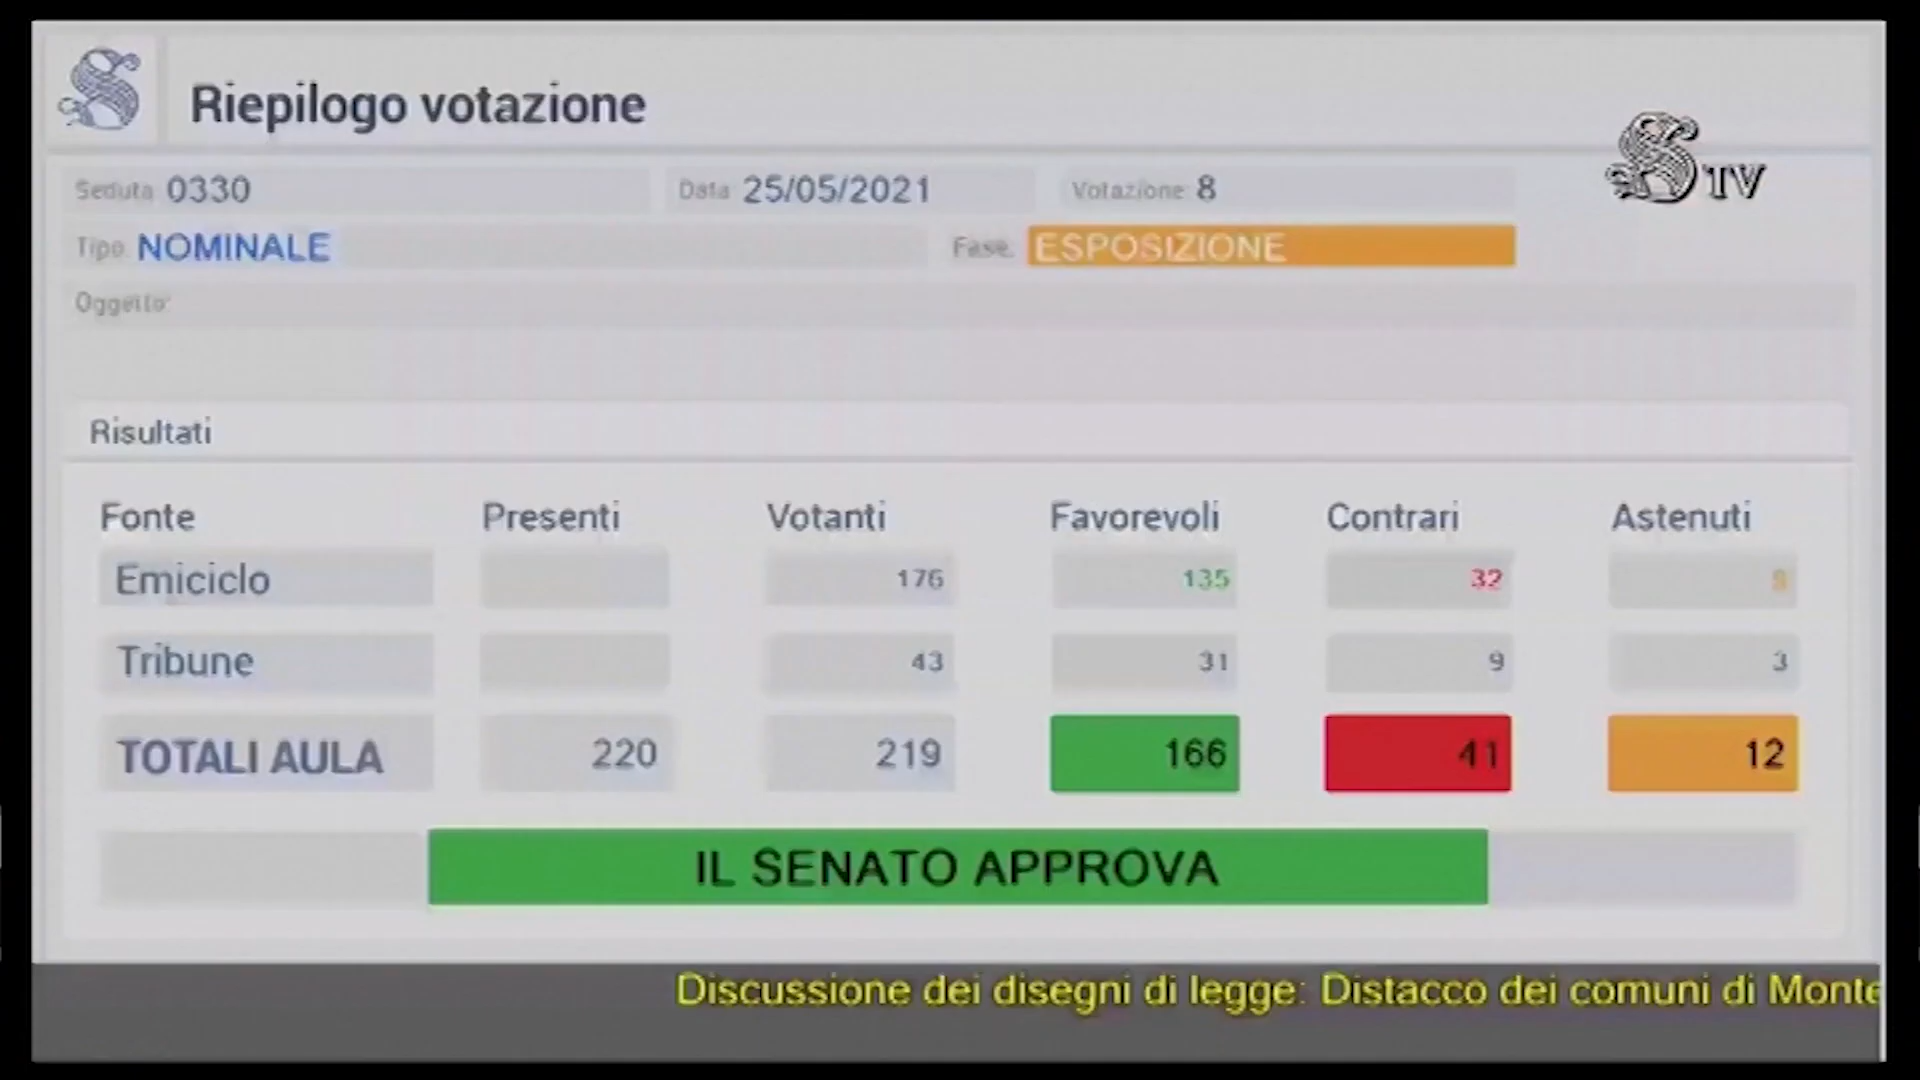 Riepilogo votazione
TV
Seduta 0330 Data 25/05/2021 Votazione 8
Tipo NOMINALE Fase ESPOSIZIONE
Oggetto:
Risultati
Fonte Presenti Votanti Favorevoli Contrari Astenuti
Emiciclo 176 135 32 9
Tribune 43 31 9 3
TOTALI AULA 220 219 166 41 12
IL SENATO APPROVA
Discussione dei disegni di legge: Distacco dei comuni di Monte